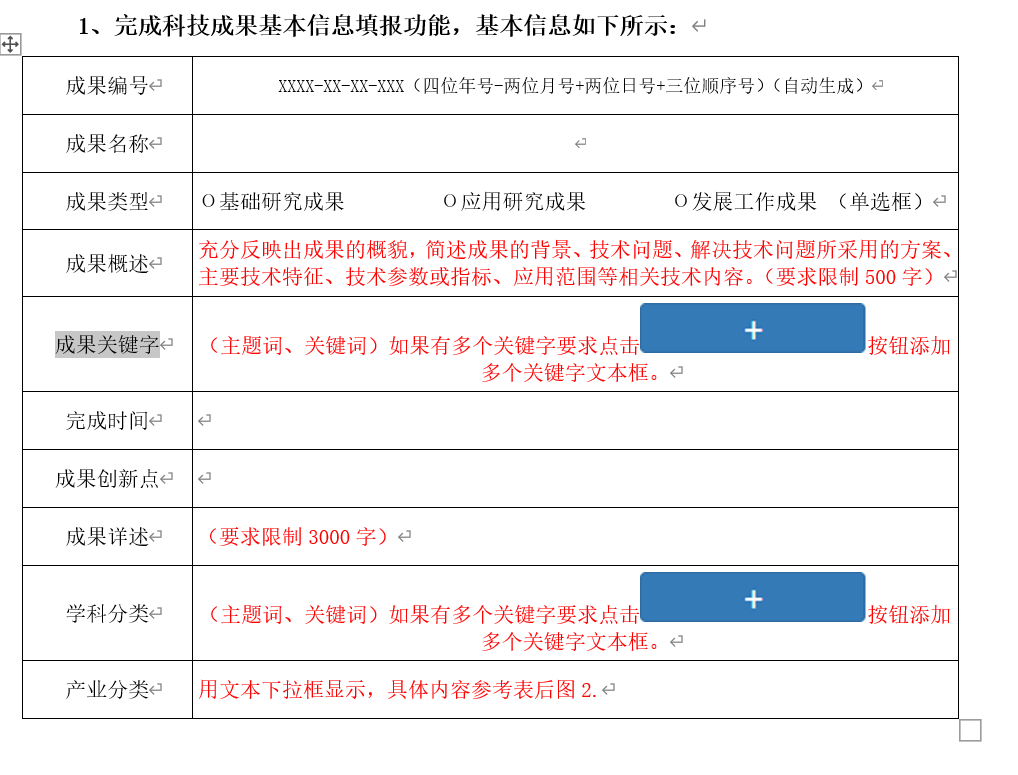 1、完成科技成果基本信息填报功能，基本信息如下所示：
成果编号
XXXX-XX-XX-XXX（四位年号-两位月号+两位日号+三位顺序号）（自动生成）
成果名称
成果类型
O 基础研究成果 O 应用研究成果 O 发展工作成果 （单选框）
成果概述
充分反映出成果的概貌，简述成果的背景、技术问题、解决技术问题所采用的方案、
主要技术特征、技术参数或指标、应用范围等相关技术内容。（要求限制 500 字）
成果关键字
（主题词、关键词）如果有多个关键字要求点击 + 按钮添加
多个关键字文本框。
完成时间
成果创新点
成果详述
（要求限制 3000 字）
学科分类
（主题词、关键词）如果有多个关键字要求点击 + 按钮添加
多个关键字文本框。
产业分类
用文本下拉框显示，具体内容参考表后图 2.